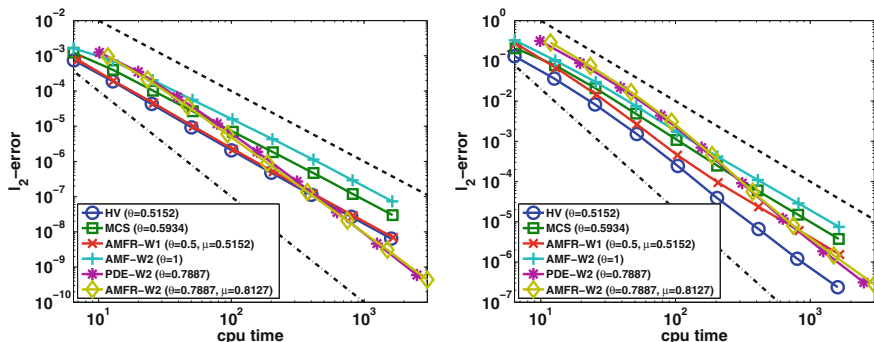 10^-2
10^-3
10^-4
10^-5
10^-6
10^-7
10^-8
10^-9
10^-10
l2-error
HV (θ=0.5152)
MCS (θ=0.5934)
AMFR-W1 (θ=0.5, μ=0.5152)
AMF-W2 (θ=1)
PDE-W2 (θ=0.7887)
AMFR-W2 (θ=0.7887, μ=0.8127)
10^1 10^2 10^3
cpu time
10^0
10^-1
10^-2
10^-3
10^-4
10^-5
10^-6
10^-7
l2-error
HV (θ=0.5152)
MCS (θ=0.5934)
AMFR-W1 (θ=0.5, μ=0.5152)
AMF-W2 (θ=1)
PDE-W2 (θ=0.7887)
AMFR-W2 (θ=0.7887, μ=0.8127)
10^1 10^2 10^3
cpu time